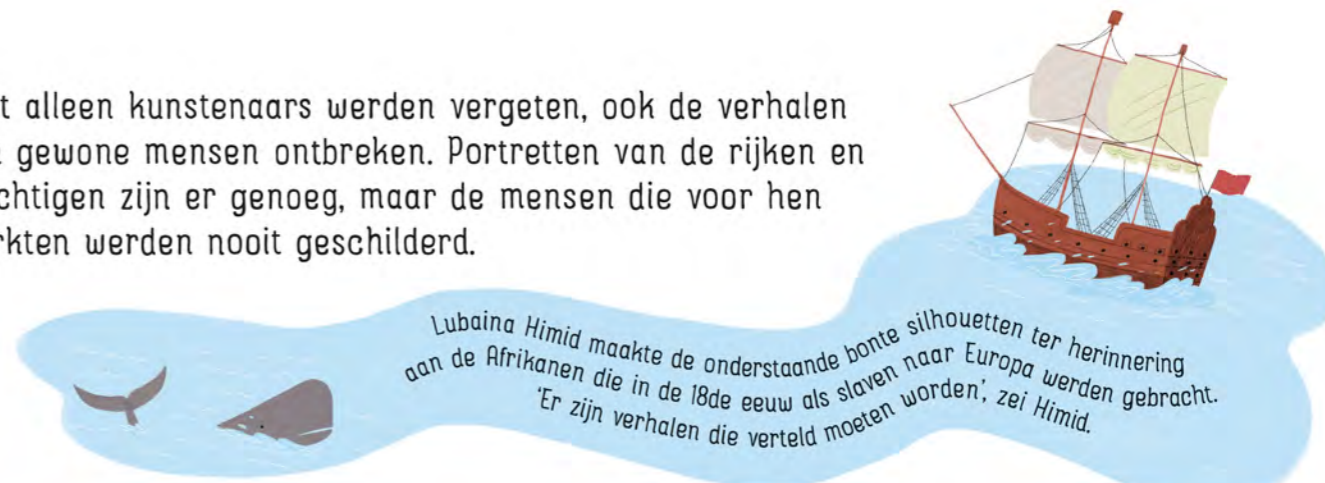 t alleen kunstenaars werden vergeten, ook de verhalen
gewone mensen ontbreken. Portretten van de rijken en
chtigen zijn er genoeg, maar de mensen die voor hen
rkten werden nooit geschilderd.
Lubaina Himid maakte de onderstaande bonte silhouetten ter herinnering
aan de Afrikanen die in de 18de eeuw als slaven naar Europa werden gebracht.
‘Er zijn verhalen die verteld moeten worden’, zei Himid.